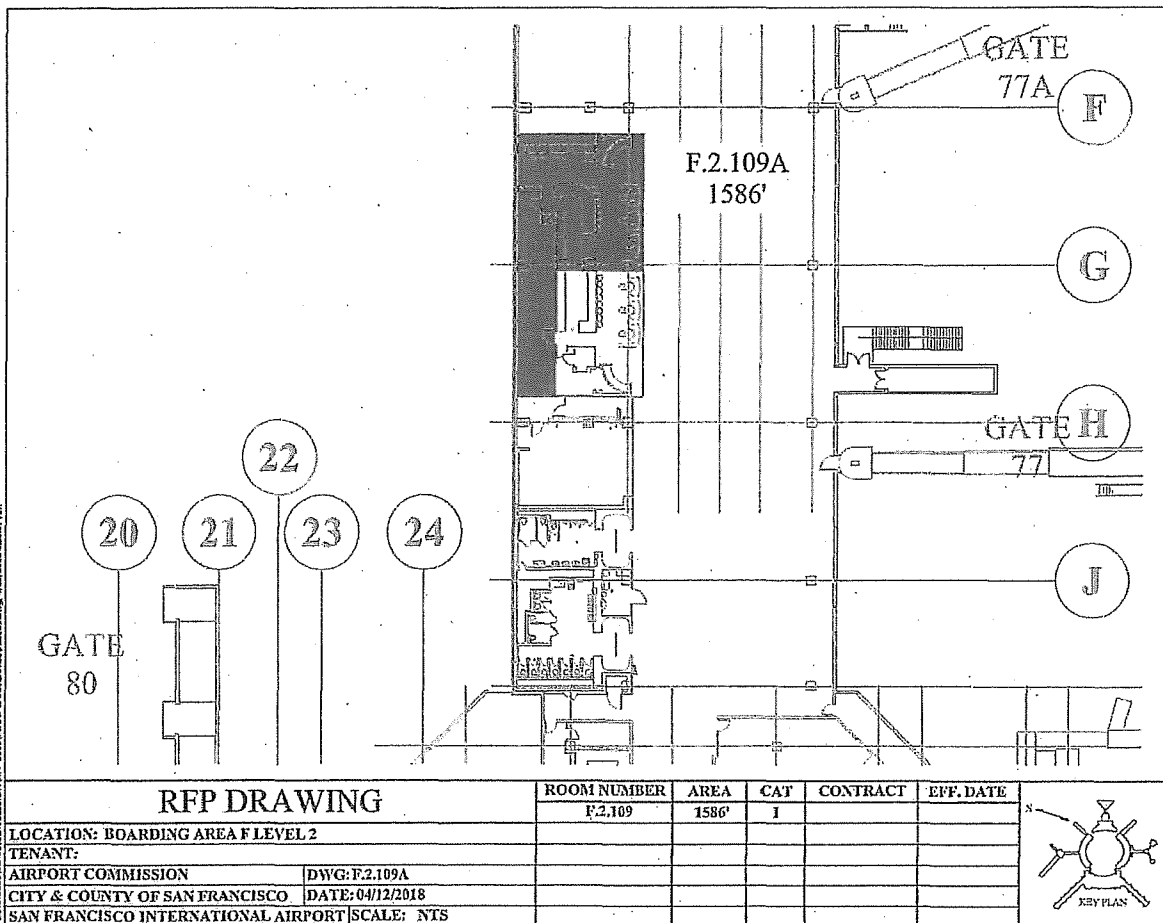 GATE
77A
F
F.2.109A
1586'
G
GATE
77
H
22
20
21
23
24
J
GATE
80
RFP DRAWING
ROOM NUMBER
AREA
CAT
CONTRACT
EFF. DATE
F.2.109
1586'
1
LOCATION: BOARDING AREA F LEVEL 2
TENANT:
AIRPORT COMMISSION
DWG: F.2.109A
CITY & COUNTY OF SAN FRANCISCO
DATE: 04/12/2018
SAN FRANCISCO INTERNATIONAL AIRPORT
SCALE: NTS
KEY PLAN